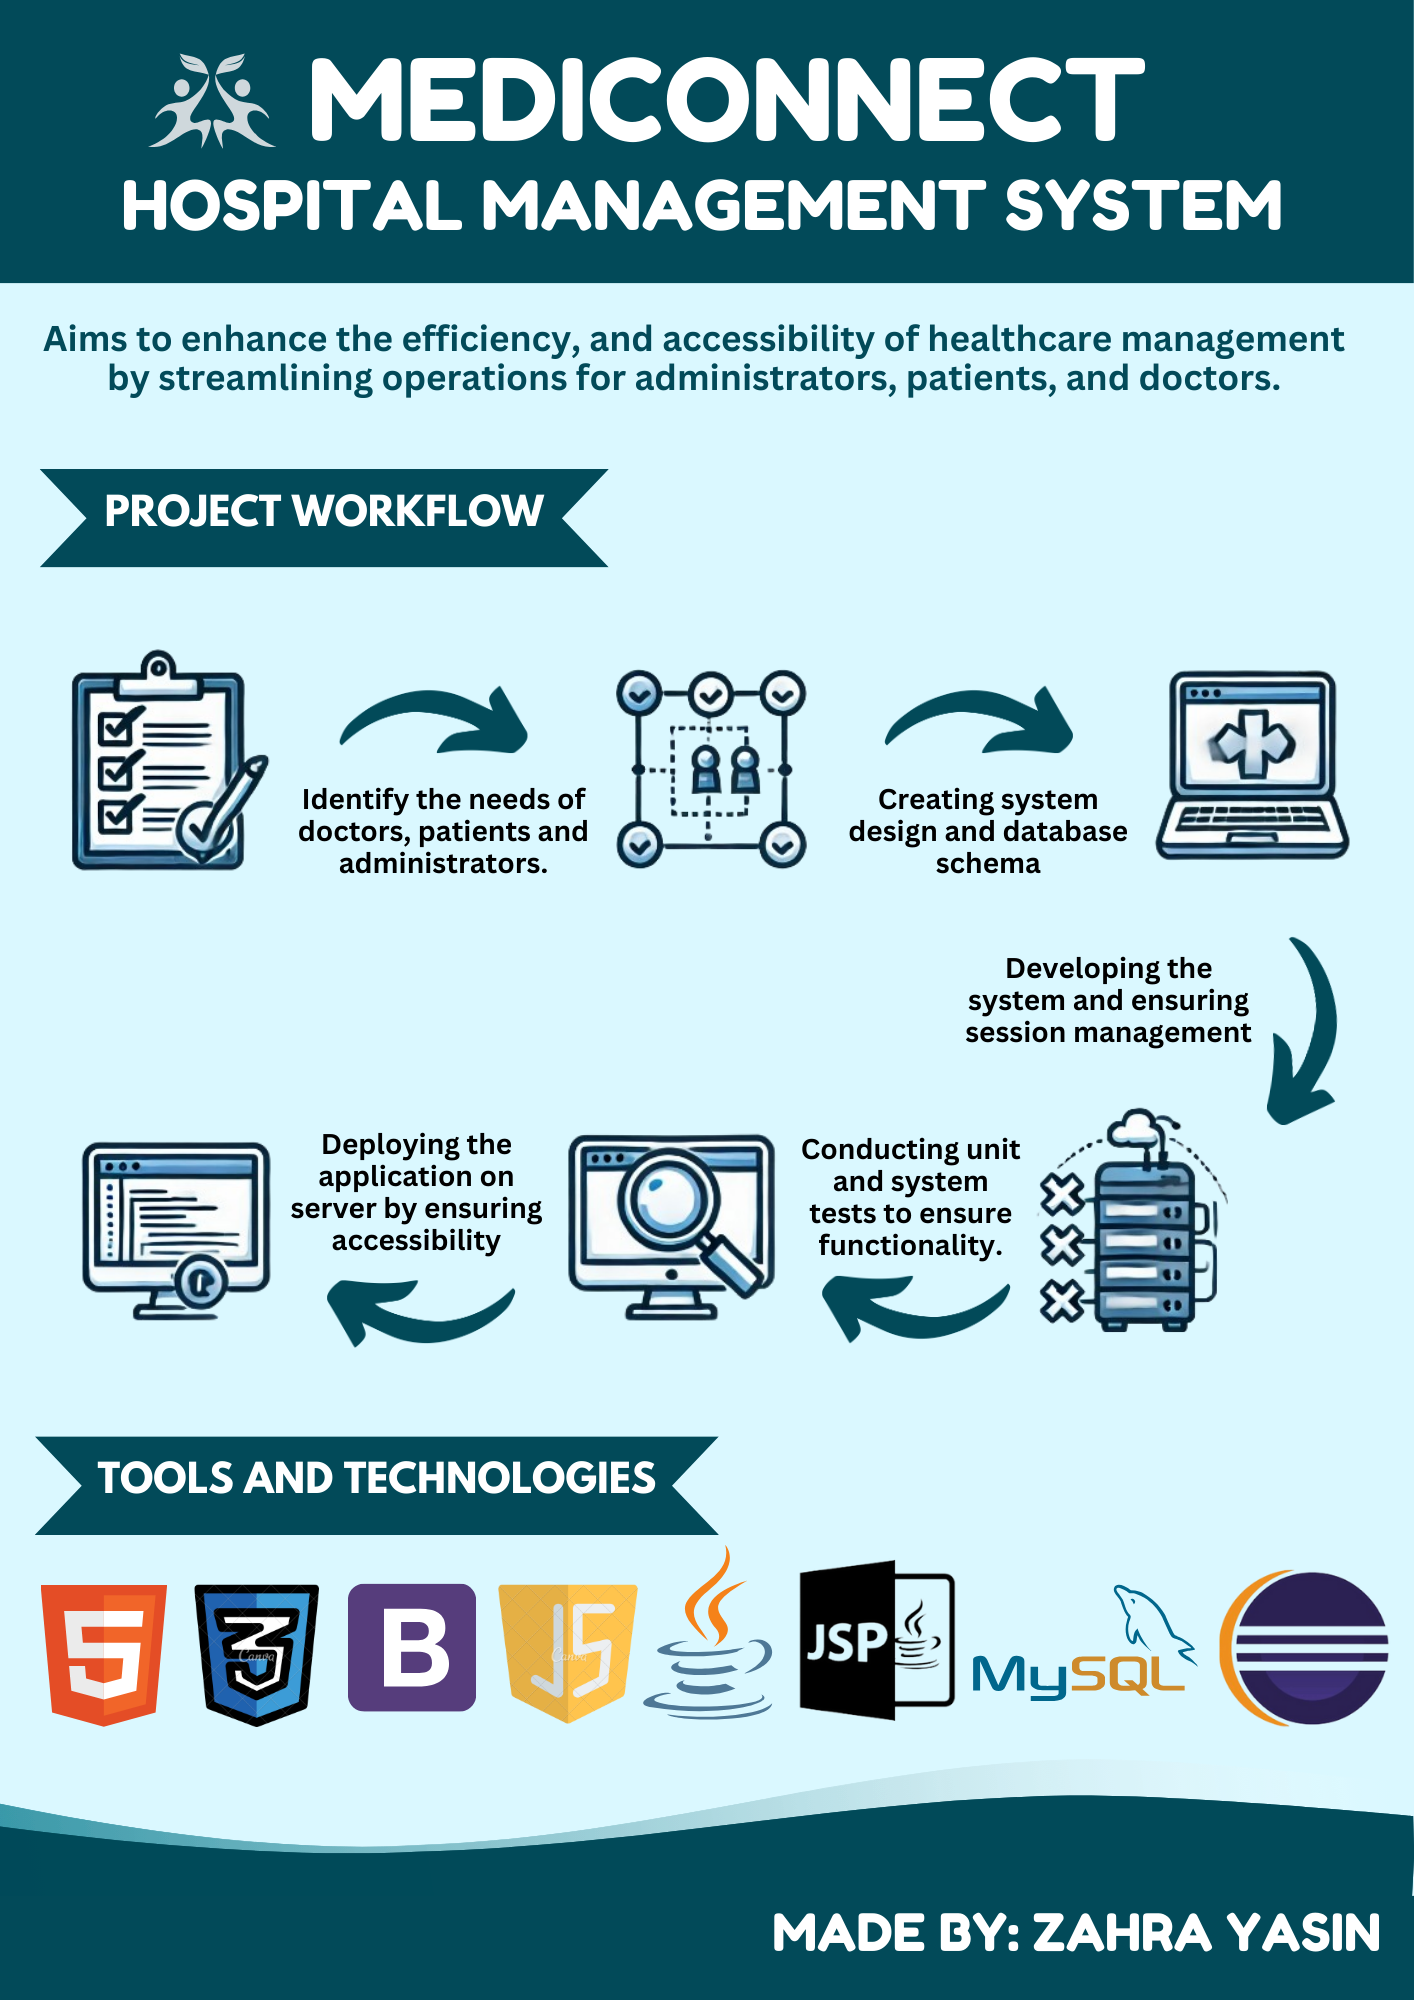 MEDICONNECT
HOSPITAL MANAGEMENT SYSTEM
Aims to enhance the efficiency, and accessibility of healthcare management
by streamlining operations for administrators, patients, and doctors.
PROJECT WORKFLOW
Identify the needs of
doctors, patients and
administrators.
Creating system
design and database
schema
Developing the
system and ensuring
session management
Conducting unit
and system
tests to ensure
functionality.
Deploying the
application on
server by ensuring
accessibility
TOOLS AND TECHNOLOGIES
5
3
Canva
B
JS
Canva
JSP
MySQL
MADE BY: ZAHRA YASIN